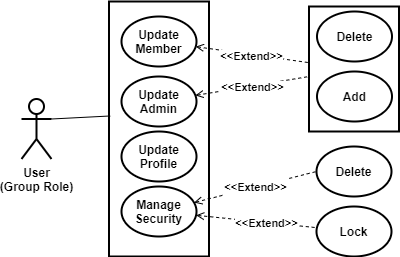 Update
Member
<<Extend>>
Delete
Update
Admin
<<Extend>>
Add
User
(Group Role)
Update
Profile
Manage
Security
<<Extend>>
Delete
<<Extend>>
Lock